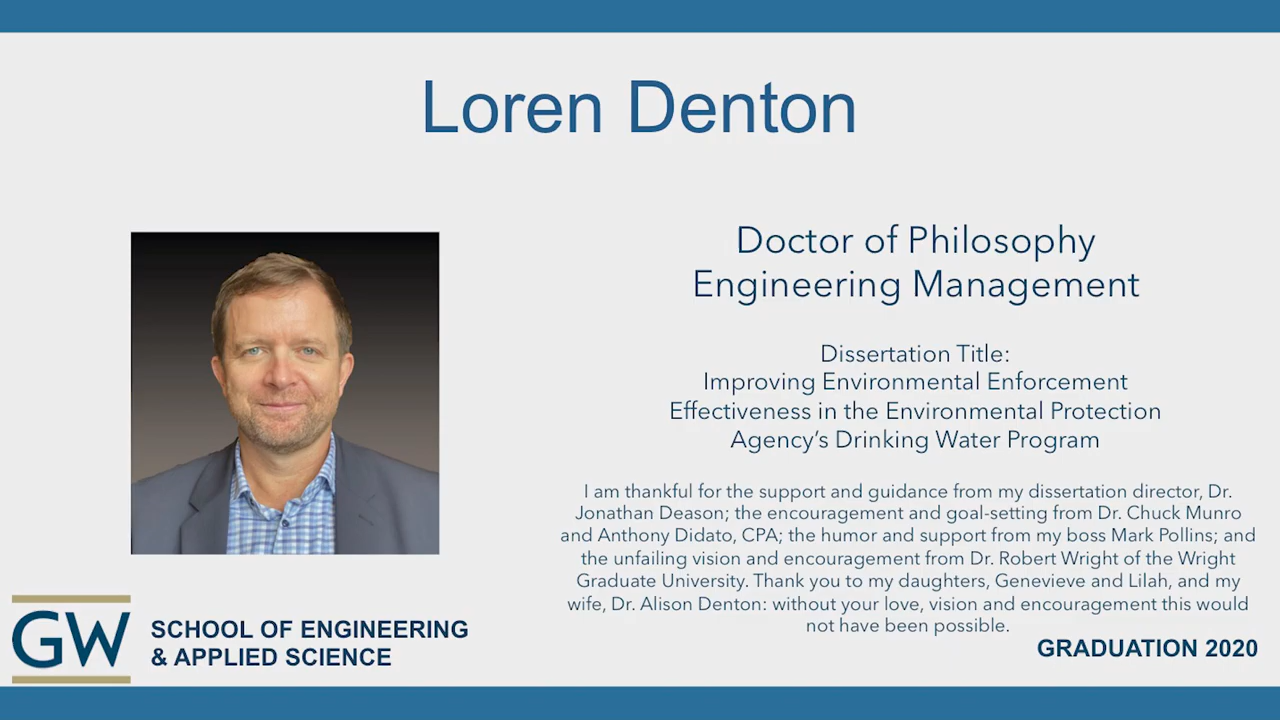 Loren Denton
Doctor of Philosophy
Engineering Management
Dissertation Title:
Improving Environmental Enforcement
Effectiveness in the Environmental Protection
Agency’s Drinking Water Program
I am thankful for the support and guidance from my dissertation director, Dr.
Jonathan Deason; the encouragement and goal-setting from Dr. Chuck Munro
and Anthony Didato, CPA; the humor and support from my boss Mark Pollins; and
the unfailing vision and encouragement from Dr. Robert Wright of the Wright
Graduate University. Thank you to my daughters, Genevieve and Lilah, and my
wife, Dr. Alison Denton: without your love, vision and encouragement this would
not have been possible.
GW
SCHOOL OF ENGINEERING
& APPLIED SCIENCE
GRADUATION 2020